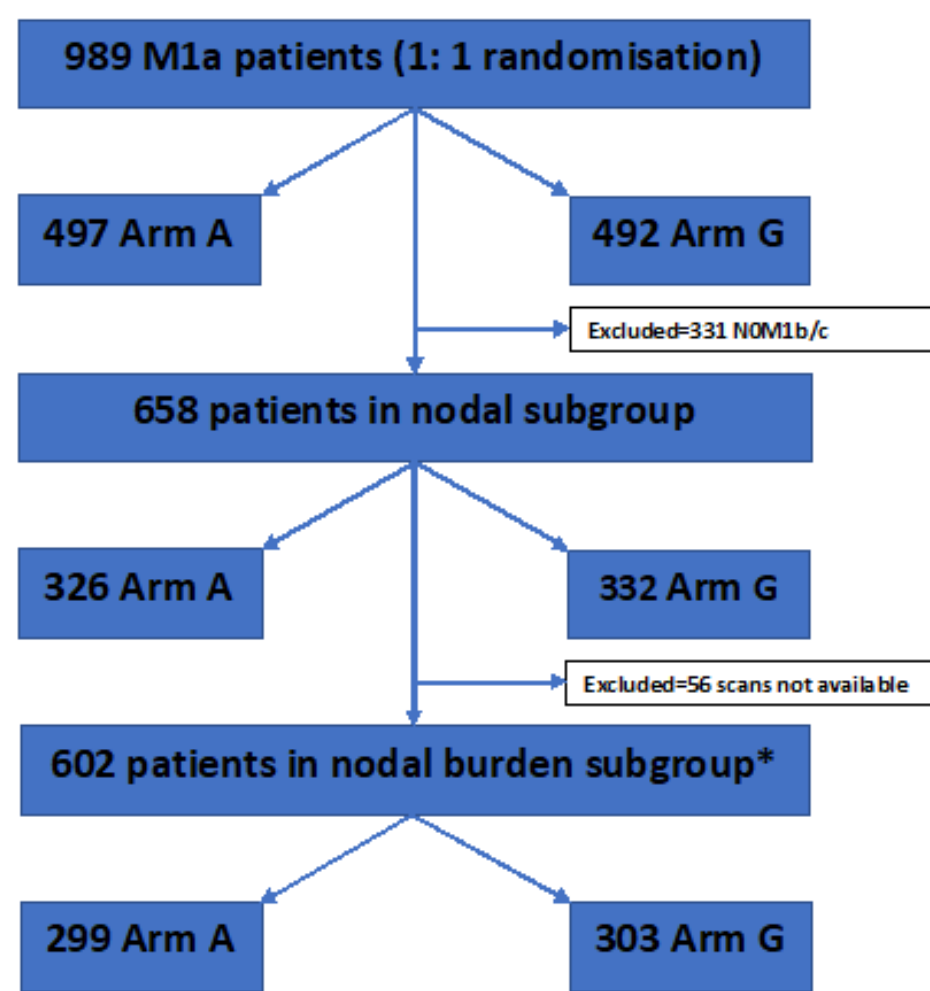 989 M1a patients (1: 1 randomisation)
497 Arm A
492 Arm G
Excluded=331 N0M1b/c
658 patients in nodal subgroup
326 Arm A
332 Arm G
Excluded=56 scans not available
602 patients in nodal burden subgroup*
299 Arm A
303 Arm G